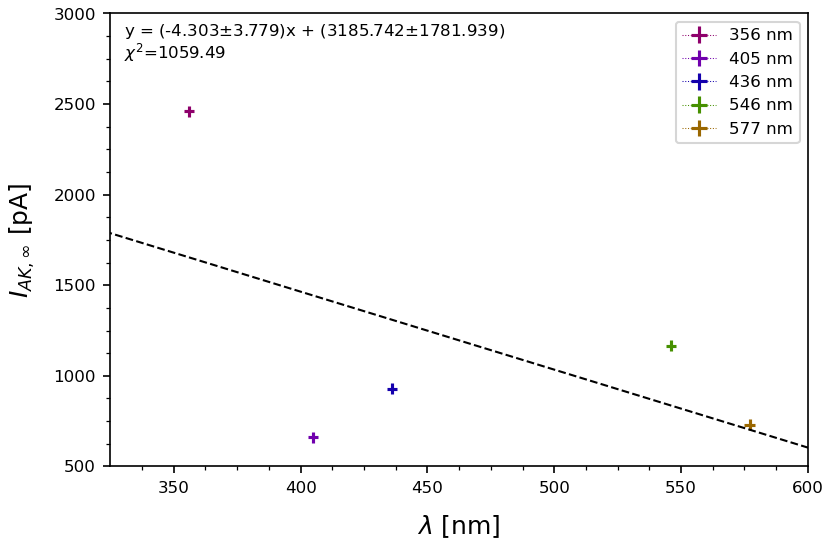 y = (-4.303±3.779)x + (3185.742±1781.939)
χ²=1059.49
356 nm
405 nm
436 nm
546 nm
577 nm
3000
2500
2000
1500
1000
500
I_{AK,∞} [pA]
350
400
450
500
550
600
λ [nm]